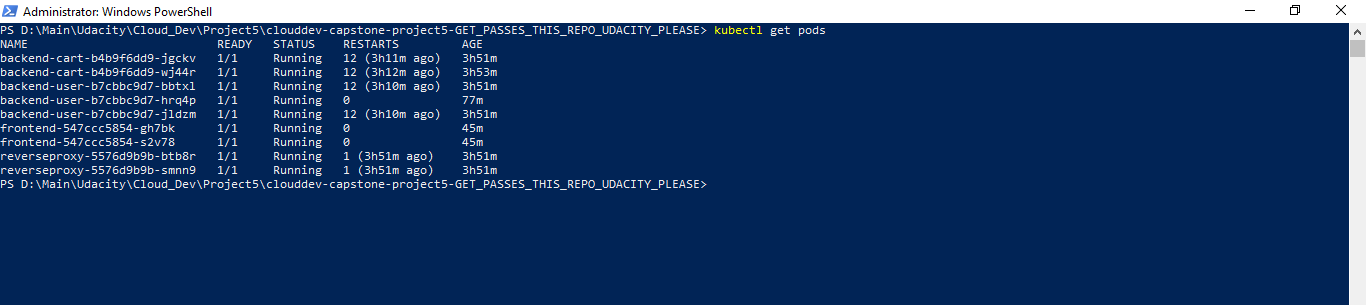 Administrator: Windows PowerShell
PS D:\Main\Udacity\Cloud_Dev\Project5\clouddev-capstone-project5-GET_PASSES_THIS_REPO_UDACITY_PLEASE> kubectl get pods
NAME READY STATUS RESTARTS AGE
backend-cart-b4b9f6dd9-jgckv 1/1 Running 12 (3h11m ago) 3h51m
backend-cart-b4b9f6dd9-wj44r 1/1 Running 12 (3h12m ago) 3h53m
backend-user-b7cbbc9d7-bbtxl 1/1 Running 12 (3h10m ago) 3h51m
backend-user-b7cbbc9d7-hrq4p 1/1 Running 0 77m
backend-user-b7cbbc9d7-jldzm 1/1 Running 12 (3h10m ago) 3h51m
frontend-547ccc5854-gh7bk 1/1 Running 0 45m
frontend-547ccc5854-s2v78 1/1 Running 0 45m
reverseproxy-5576d9b9b-btb8r 1/1 Running 1 (3h51m ago) 3h51m
reverseproxy-5576d9b9b-smnn9 1/1 Running 1 (3h51m ago) 3h51m
PS D:\Main\Udacity\Cloud_Dev\Project5\clouddev-capstone-project5-GET_PASSES_THIS_REPO_UDACITY_PLEASE>